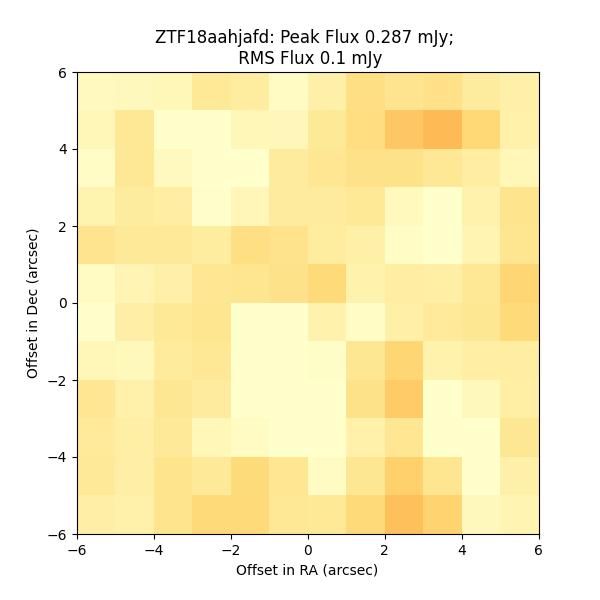 ZTF18aahjafd: Peak Flux 0.287 mJy;
RMS Flux 0.1 mJy
6
4
2
0
−2
−4
−6
Offset in Dec (arcsec)
−6 −4 −2 0 2 4 6
Offset in RA (arcsec)